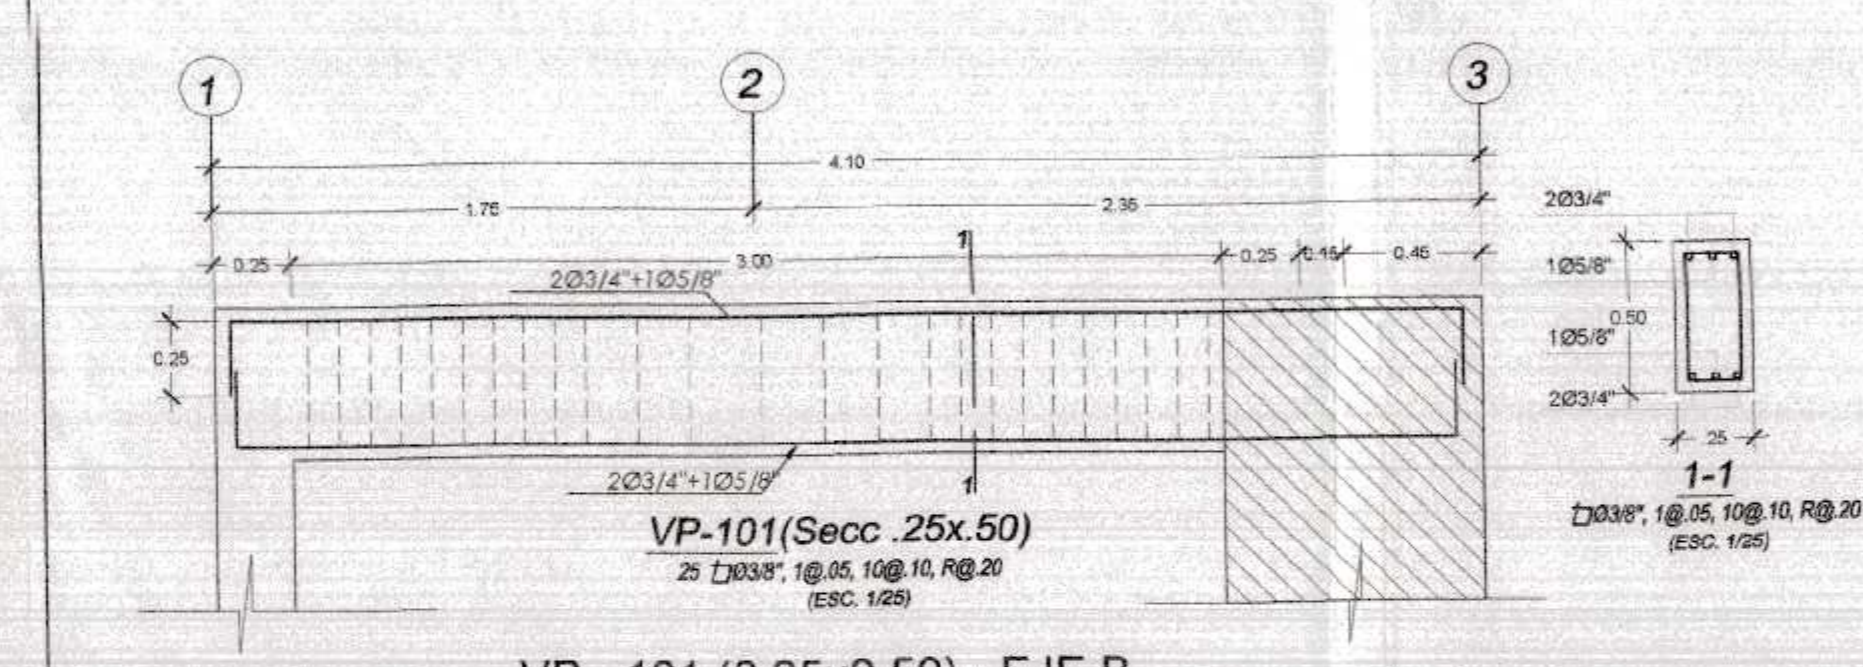 1
2
3
4.10
1.75
2.35
0.25
3.00
1
0.25
0.15
0.45
2Ø3/4"+1Ø5/8"
0.25
2Ø3/4"+1Ø5/8"
1
VP-101(Secc .25x.50)
25 Ø3/8", 1@.05, 10@.10, R@.20
(ESC. 1/25)
2Ø3/4"
1Ø5/8"
0.50
1Ø5/8"
2Ø3/4"
25
1-1
Ø3/8", 1@.05, 10@.10, R@.20
(ESC. 1/25)